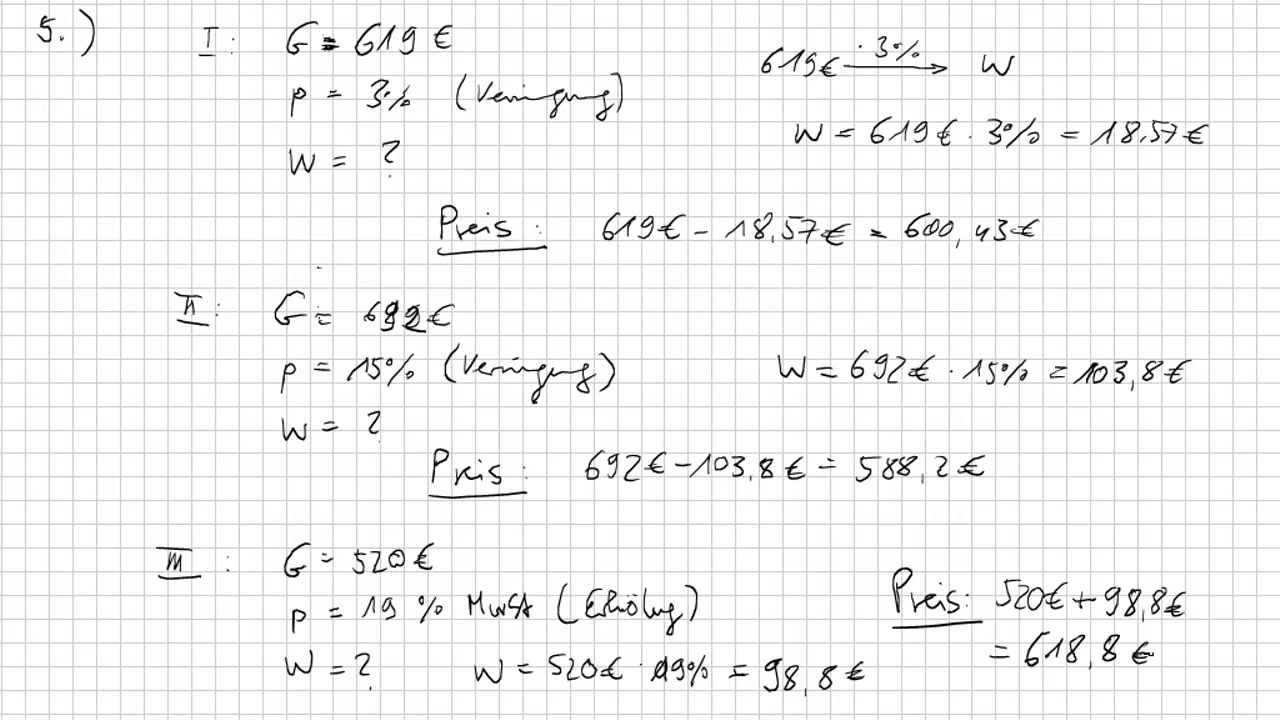 5.) I: G = 619 €
p = 3% (Verringerung)
W = ?
619€ —·3%→ W
W = 619€ · 3% = 18,57€
Preis: 619€ - 18,57€ = 600,43€
II: G = 692€
p = 15% (Verringerung)
W = ?
W = 692€ · 15% = 103,8€
Preis: 692€ - 103,8€ = 588,2€
III: G = 520€
p = 19 % MwSt (Erhöhung)
W = ? W = 520€ · 19% = 98,8€
Preis: 520€ + 98,8€
= 618,8€